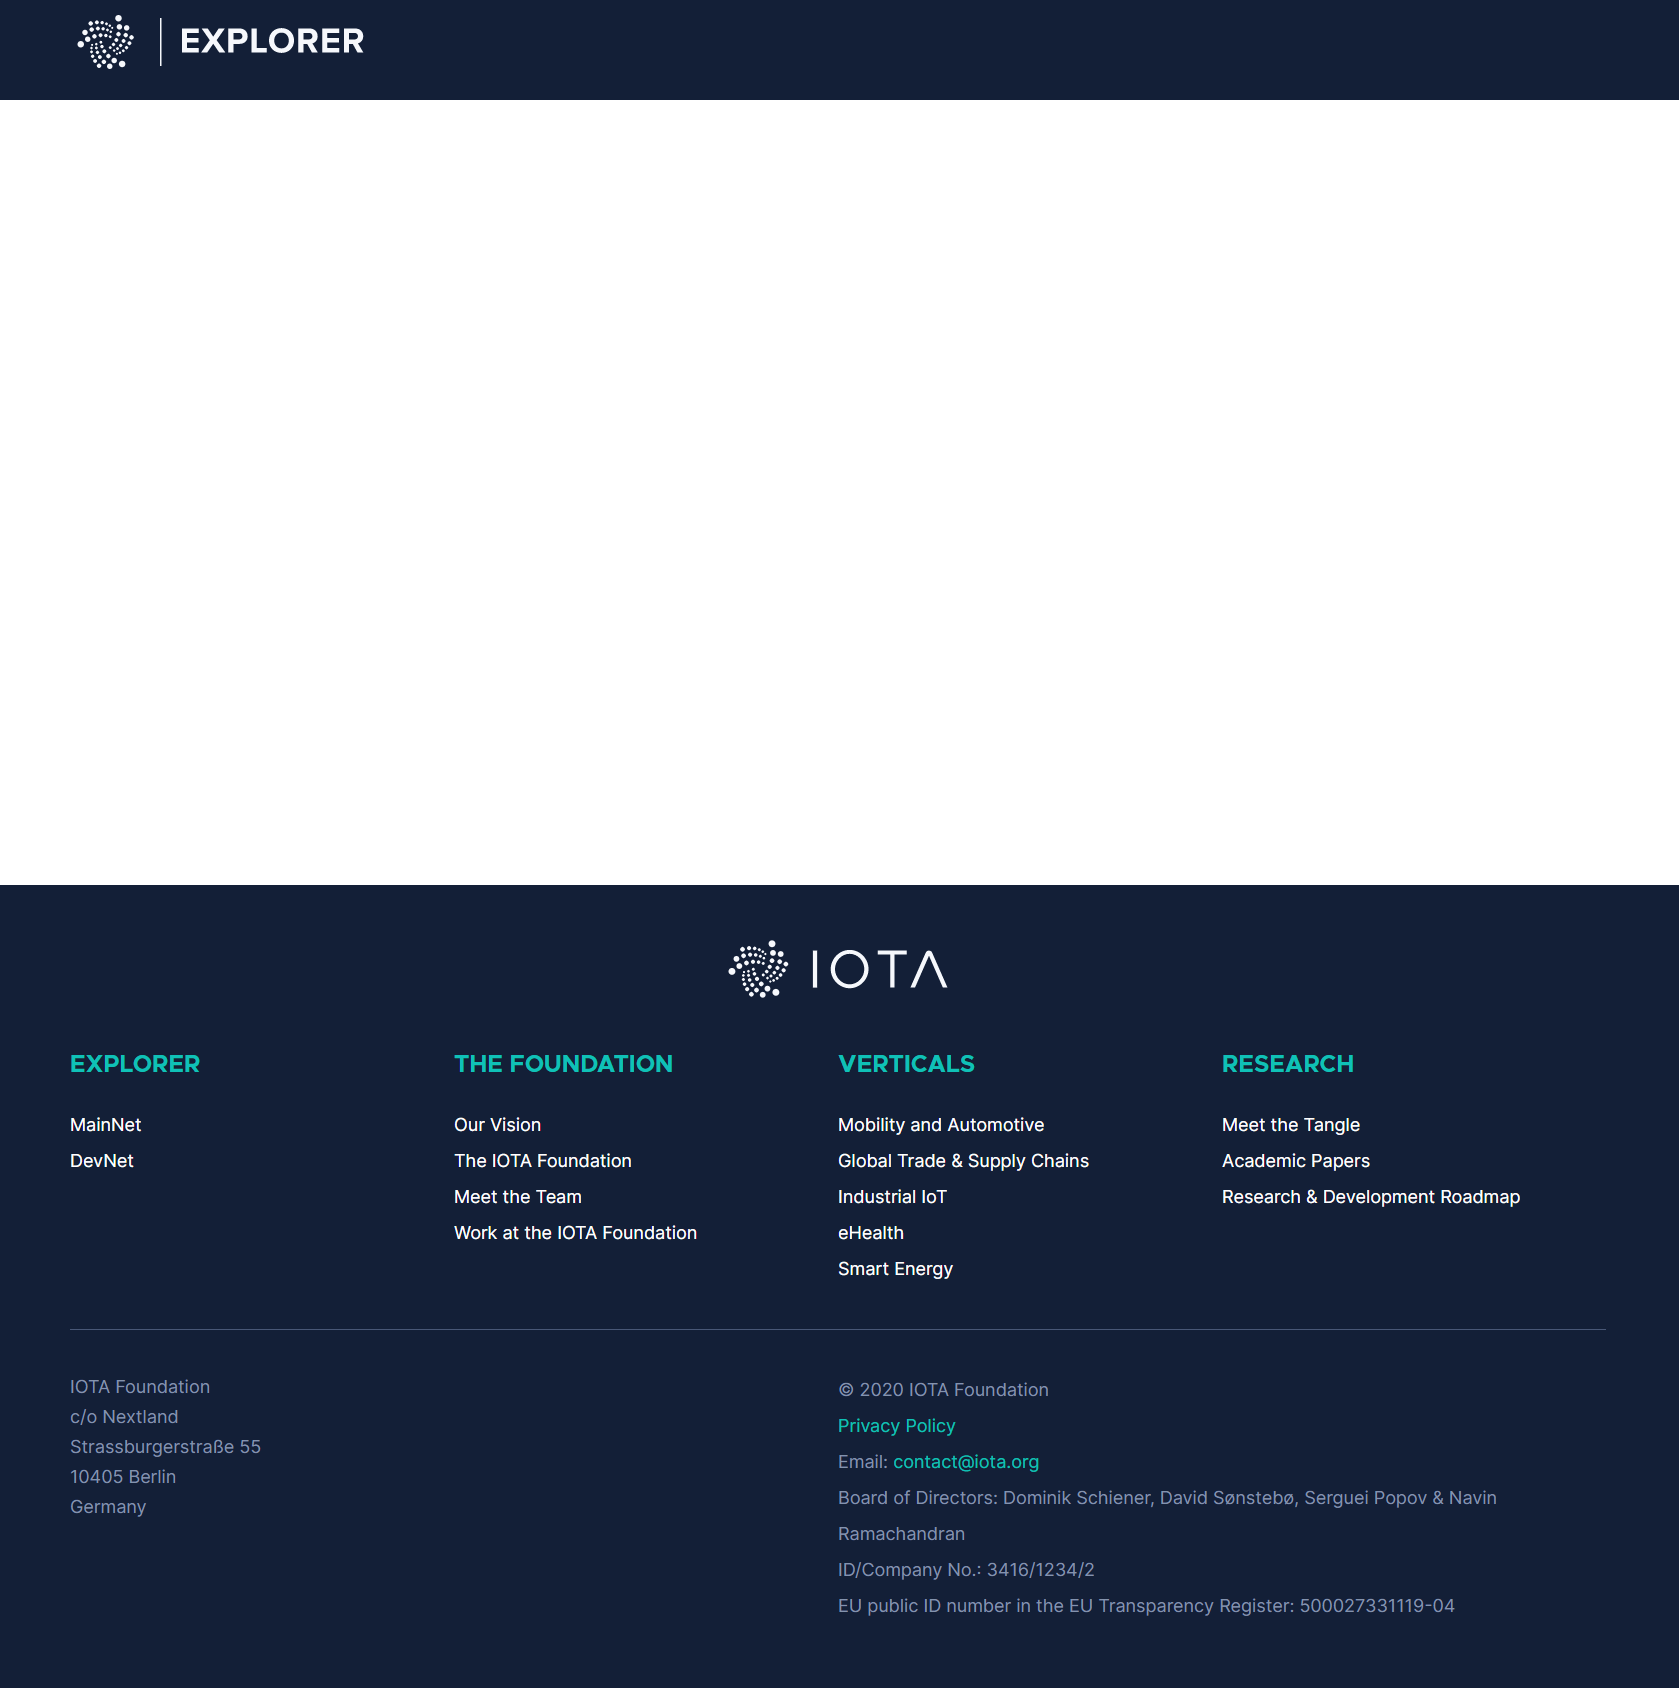 EXPLORER
IOTA
EXPLORER
MainNet
DevNet
THE FOUNDATION
Our Vision
The IOTA Foundation
Meet the Team
Work at the IOTA Foundation
VERTICALS
Mobility and Automotive
Global Trade & Supply Chains
Industrial IoT
eHealth
Smart Energy
RESEARCH
Meet the Tangle
Academic Papers
Research & Development Roadmap
IOTA Foundation
c/o Nextland
Strassburgerstraße 55
10405 Berlin
Germany
© 2020 IOTA Foundation
Privacy Policy
Email: contact@iota.org
Board of Directors: Dominik Schiener, David Sønstebø, Serguei Popov & Navin
Ramachandran
ID/Company No.: 3416/1234/2
EU public ID number in the EU Transparency Register: 500027331119-04